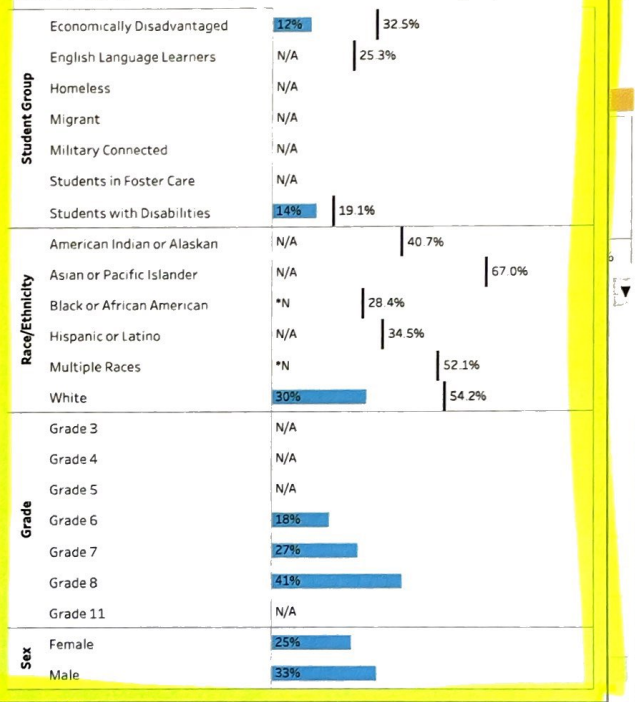 Student Group
Economically Disadvantaged 12% 32.5%
English Language Learners N/A 25.3%
Homeless N/A
Migrant N/A
Military Connected N/A
Students in Foster Care N/A
Students with Disabilities 14% 19.1%
Race/Ethnicity
American Indian or Alaskan N/A 40.7%
Asian or Pacific Islander N/A 67.0%
Black or African American *N 28.4%
Hispanic or Latino N/A 34.5%
Multiple Races *N 52.1%
White 30% 54.2%
Grade
Grade 3 N/A
Grade 4 N/A
Grade 5 N/A
Grade 6 18%
Grade 7 27%
Grade 8 41%
Grade 11 N/A
Sex
Female 25%
Male 33%